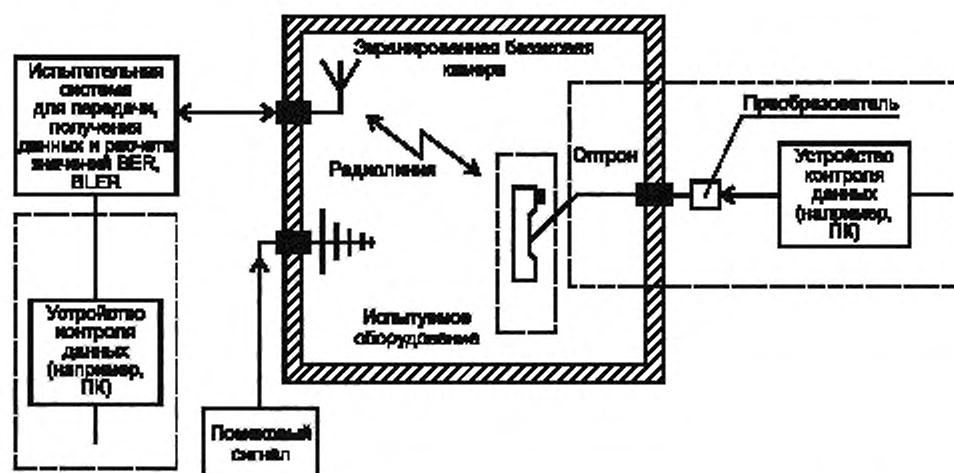 Испытательная
система
для передачи,
получения
данных и расчета
значений BER,
BLER
Экранированная безэховая
камера
Радиолиния
Оптрон
Преобразователь
Устройство
контроля
данных
(например,
ПК)
Испытуемое
оборудование
Устройство
контроля
данных
(например,
ПК)
Помеховый
сигнал